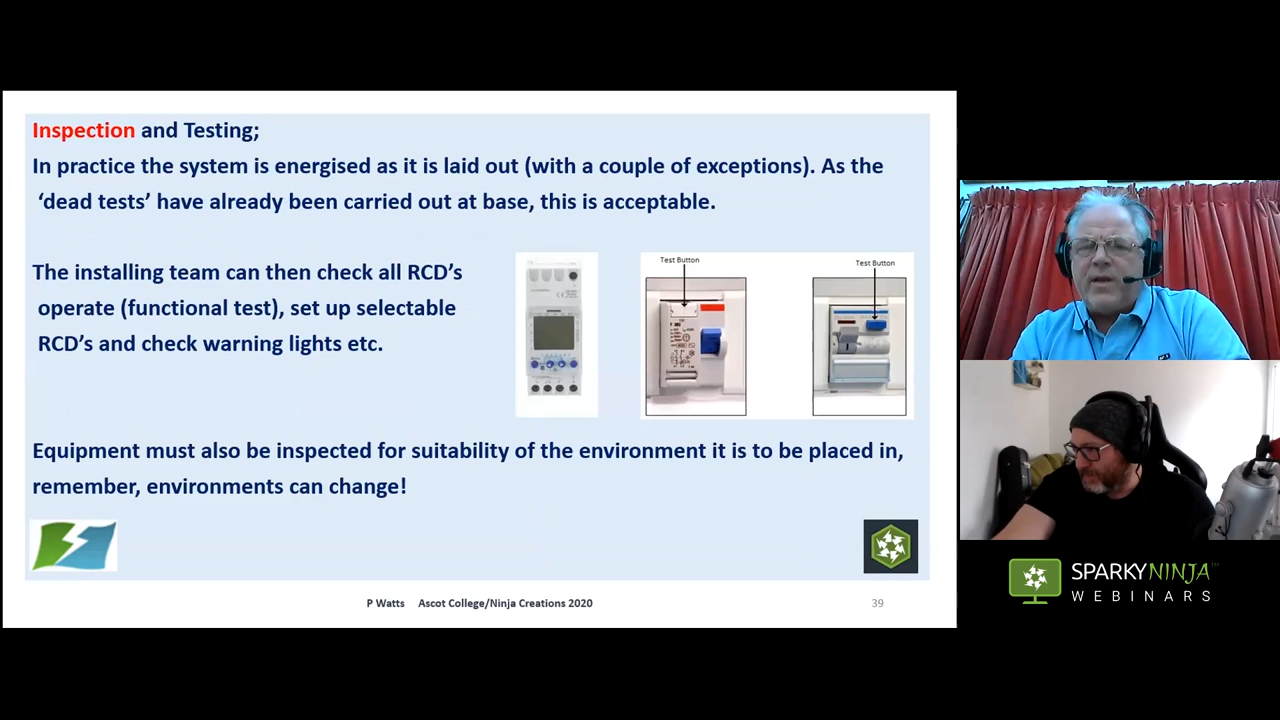 Inspection and Testing;
In practice the system is energised as it is laid out (with a couple of exceptions). As the
‘dead tests’ have already been carried out at base, this is acceptable.
The installing team can then check all RCD’s
operate (functional test), set up selectable
RCD’s and check warning lights etc.
Test Button
Test Button
Equipment must also be inspected for suitability of the environment it is to be placed in,
remember, environments can change!
P Watts Ascot College/Ninja Creations 2020
39
SPARKYNINJA™
WEBINARS